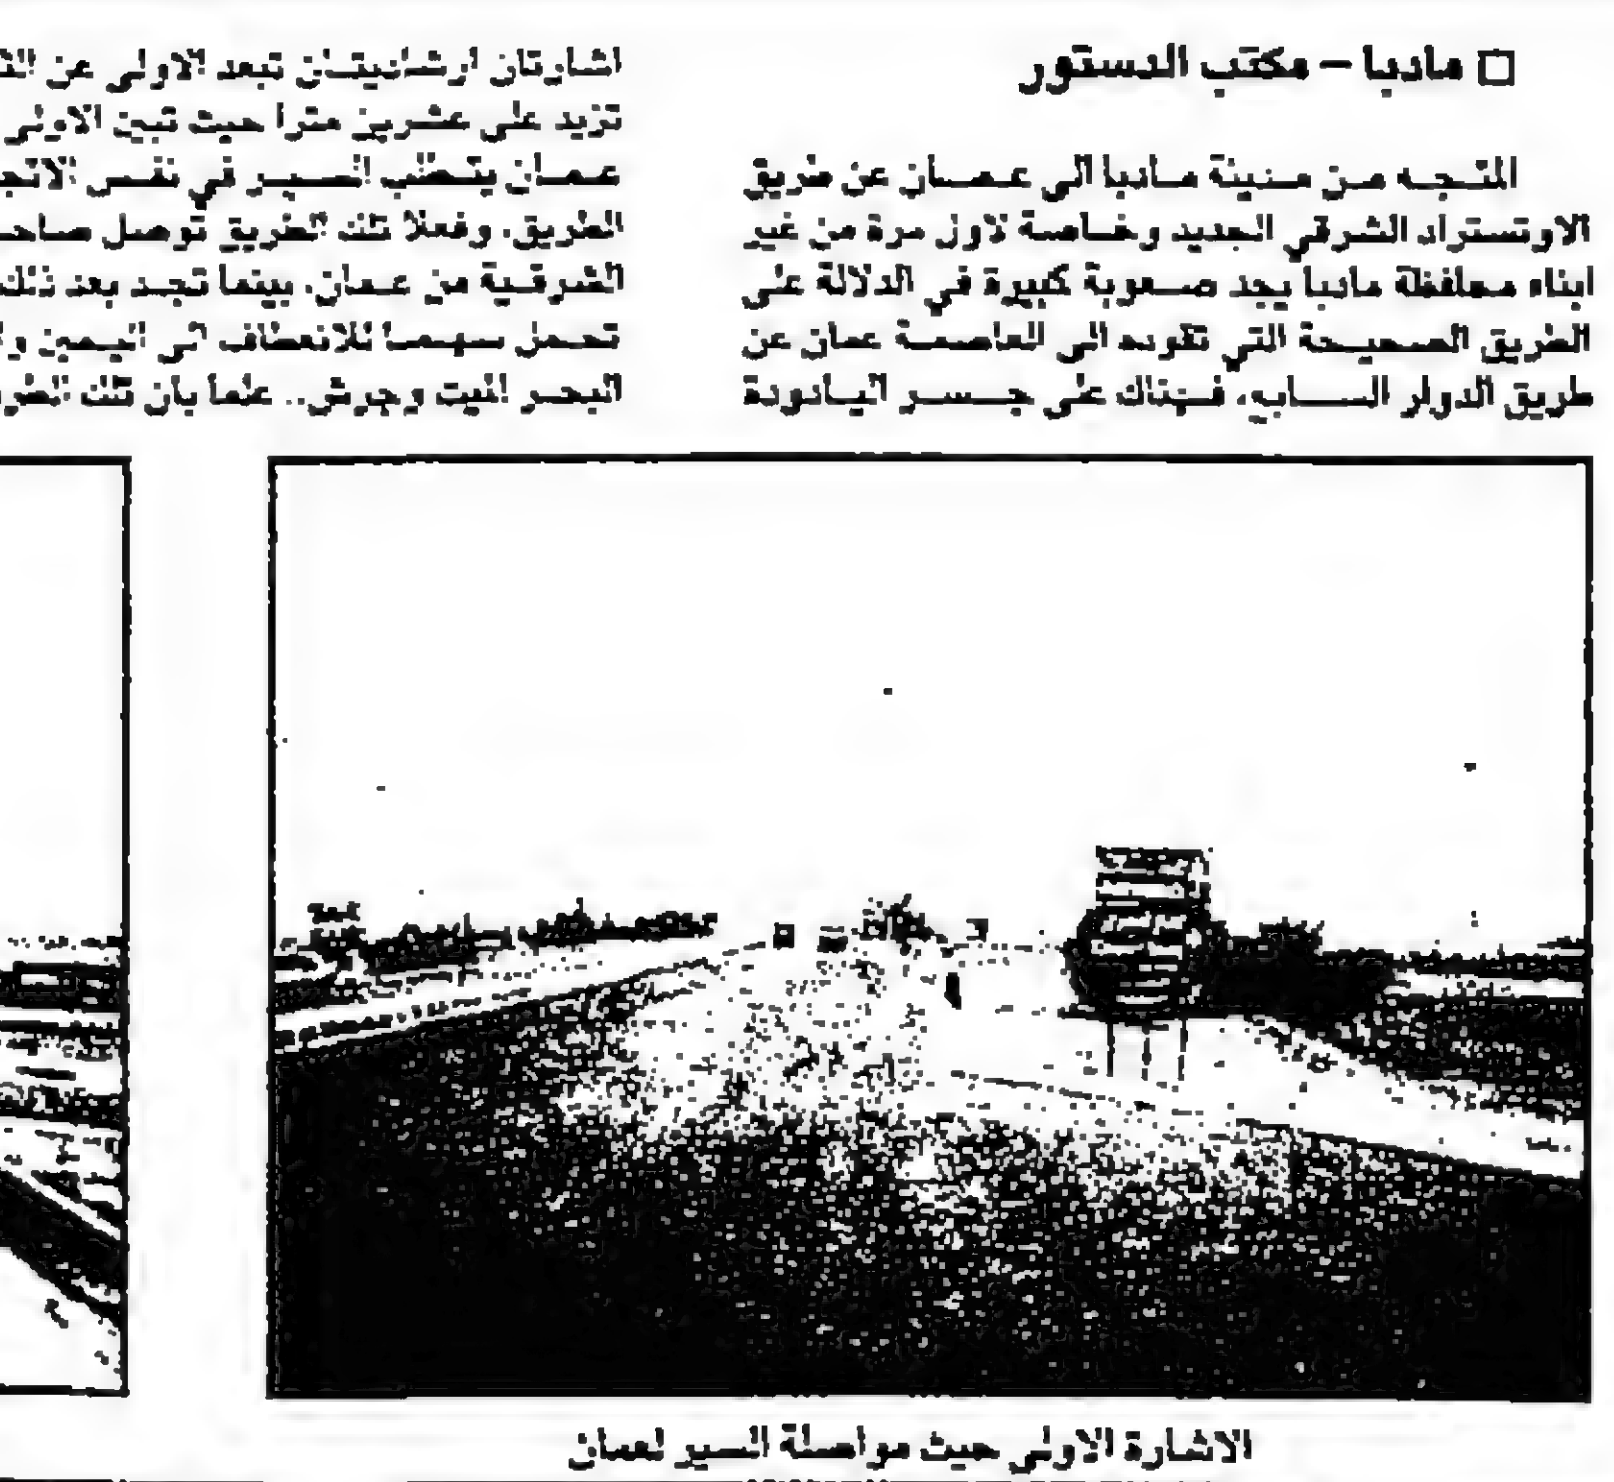 □ مادبا – مكتب الدستور
المتجه من مدينة مادبا الى عمان عن طريق
الاوتستراد الشرقي الجديد وخاصة لاول مرة من غير
ابناء محافظة مادبا يجد صعوبة كبيرة في الدلالة على
الطريق الصحيحة التي تقوده الى العاصمة عمان عن
طريق الدوار السابع، فهناك على جسر اليادودة
اشارتان ارشاديتان تبعد الاولى عن
تزيد على عشرين مترا حيث تبين الاولى
عمان يتطلب السير في نفس
الطريق، وفعلا تلك الطريق توصل
الشرقية من عمان، بينما تجد بعد ذلك
تحمل سهما للانعطاف الى اليمين
البحر الميت وجرش.. علما بان تلك
الاشارة الاولى حيث مواصلة السير لعمان